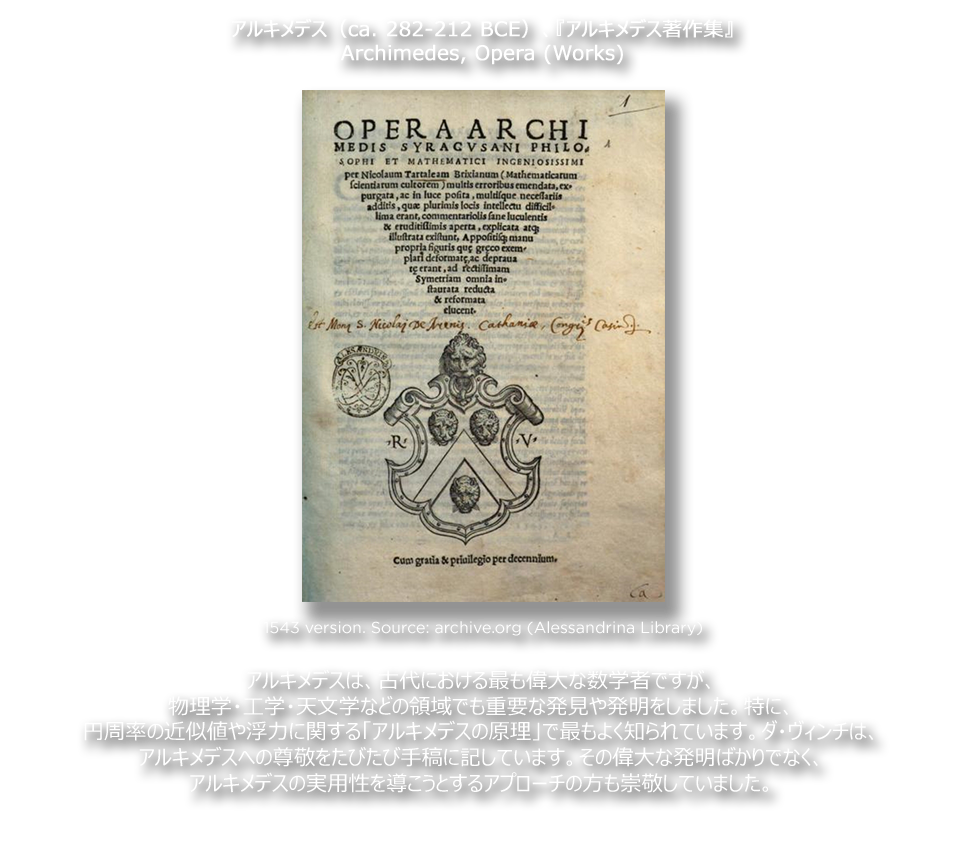 アルキメデス（ca. 282-212 BCE）,『アルキメデス著作集』
Archimedes, Opera (Works)
1
OPERA ARCHI
MEDIS SYRACVSANI PHILO-
SOPHI ET MATHEMATICI INGENIOSISSIMI
per Nicolaum Tartaleam Brixianum (Mathematicarum
scientiarum cultorem) multis erroribus emendata, ex-
purgata, ac in luce posita, multisque necessariis
additis, quæ plurimis locis intellectu difficil-
lima erant, commentariolis sane luculentis
& eruditissimis aperta, explicata atq;
illustrata existunt, Appositisq; manu
propria figuris quę gręco exem-
plari deformatę, ac deprava
tę erant, ad rectissimam
Symetriam omnia in-
staurata reducta
& reformata
elucent.
S. Nicolaj De Cathaniæ
·R· ·V·
Cum gratia & priuilegio per decennium.
1543 version. Source: archive.org (Alessandrina Library)
アルキメデスは、古代における最も偉大な数学者ですが、
物理学・工学・天文学などの領域でも重要な発見や発明をしました。特に、
円周率の近似値や浮力に関する「アルキメデスの原理」で最もよく知られています。ダ・ヴィンチは、
アルキメデスへの尊敬をたびたび手稿に記しています。その偉大な発明ばかりでなく、
アルキメデスの実用性を導こうとするアプローチの方も崇敬していました。